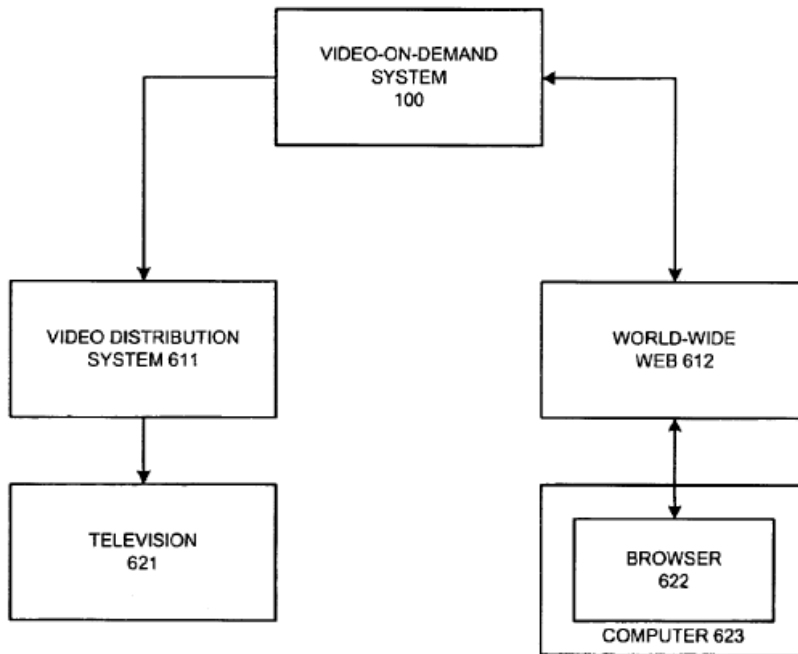 VIDEO-ON-DEMAND
SYSTEM
100
VIDEO DISTRIBUTION
SYSTEM 611
WORLD-WIDE
WEB 612
TELEVISION
621
BROWSER
622
COMPUTER 623